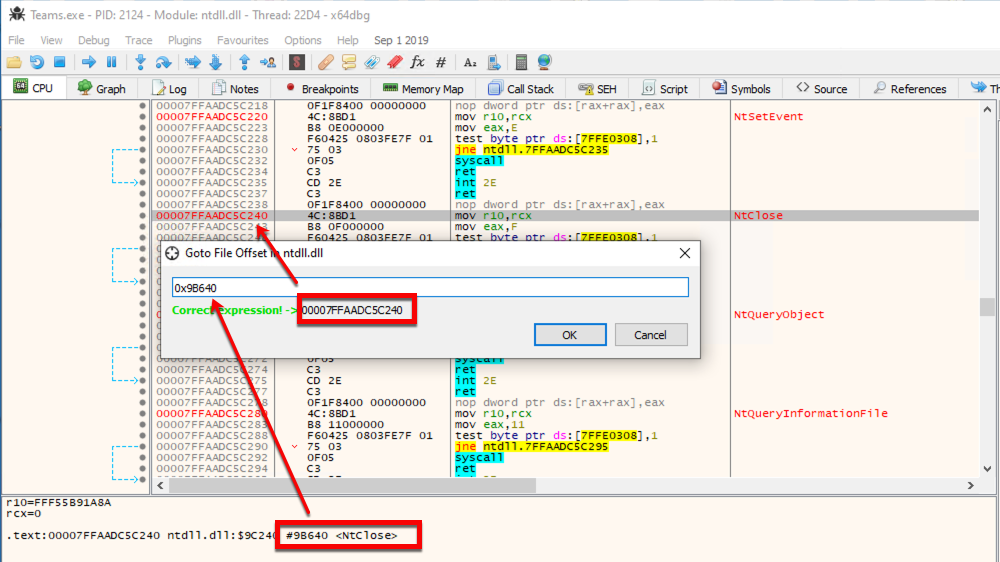 Teams.exe - PID: 2124 - Module: ntdll.dll - Thread: 22D4 - x64dbg
File View Debug Trace Plugins Favourites Options Help Sep 1 2019
$ fx # A₂
CPU Graph Log Notes Breakpoints Memory Map Call Stack SEH Script Symbols Source References Th
00007FFAADC5C218 0F1F8400 00000000 nop dword ptr ds:[rax+rax],eax
00007FFAADC5C220 4C:8BD1 mov r10,rcx NtSetEvent
00007FFAADC5C223 B8 0E000000 mov eax,E
00007FFAADC5C228 F60425 0803FE7F 01 test byte ptr ds:[7FFE0308],1
00007FFAADC5C230 75 03 jne ntdll.7FFAADC5C235
00007FFAADC5C232 0F05 syscall
00007FFAADC5C234 C3 ret
00007FFAADC5C235 CD 2E int 2E
00007FFAADC5C237 C3 ret
00007FFAADC5C238 0F1F8400 00000000 nop dword ptr ds:[rax+rax],eax
00007FFAADC5C240 4C:8BD1 mov r10,rcx NtClose
B8 0F000000 mov eax,F
F60425 0803FE7F 01 test byte ptr ds:[7FFE0308],1
Goto File Offset in ntdll.dll
0x9B640
Correct expression! -> 00007FFAADC5C240
OK Cancel
NtQueryObject
00007FFAADC5C272 0F05 syscall
00007FFAADC5C274 C3 ret
00007FFAADC5C275 CD 2E int 2E
00007FFAADC5C277 C3 ret
00007FFAADC5C278 0F1F8400 00000000 nop dword ptr ds:[rax+rax],eax
00007FFAADC5C280 4C:8BD1 mov r10,rcx NtQueryInformationFile
00007FFAADC5C283 B8 11000000 mov eax,11
00007FFAADC5C288 F60425 0803FE7F 01 test byte ptr ds:[7FFE0308],1
00007FFAADC5C290 75 03 jne ntdll.7FFAADC5C295
00007FFAADC5C292 0F05 syscall
00007FFAADC5C294 C3 ret
r10=FFF55B91A8A
rcx=0
.text:00007FFAADC5C240 ntdll.dll:$9C240 #9B640 <NtClose>